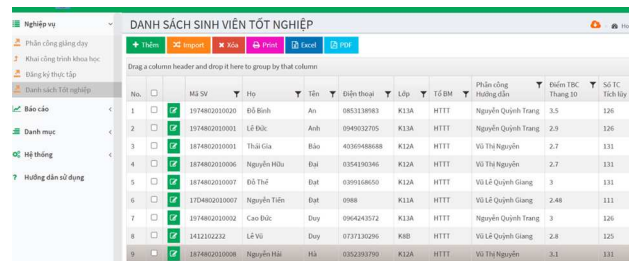 Nghiệp vụ
Phân công giảng dạy
Khai công trình khoa học
Đăng ký thực tập
Danh sách Tốt nghiệp
Báo cáo
Danh mục
Hệ thống
Hướng dẫn sử dụng
DANH SÁCH SINH VIÊN TỐT NGHIỆP
Thêm Import Xóa Print Excel PDF
Drag a column header and drop it here to group by that column
No. Mã SV Họ Tên Điện thoại Lớp Tổ BM Phân công Hướng dẫn Điểm TBC Thang 10 Số TC Tích lũy
1 1974802010020 Đỗ Bình An 0853138983 K13A HTTT Nguyễn Quỳnh Trang 3.5 126
2 1974802010001 Lê Đức Anh 0949032705 K13A HTTT Nguyễn Quỳnh Trang 2.9 126
3 1874802010001 Thái Gia Bảo 40369488688 K12A HTTT Vũ Thị Nguyễn 2.7 131
4 1874802010006 Nguyễn Hữu Đại 0354190346 K12A HTTT Vũ Thị Nguyễn 2.7 131
5 1874802010007 Đỗ Thế Đạt 0399168650 K12A HTTT Vũ Lê Quỳnh Giang 3 131
6 17D4802010007 Nguyễn Tiến Đạt 0988 K11A HTTT Vũ Lê Quỳnh Giang 2.48 111
7 1974802010002 Cao Đức Duy 0964243572 K13A HTTT Nguyễn Quỳnh Trang 3 126
8 1412102232 Lê Vũ Duy 0737130296 K8B HTTT Vũ Lê Quỳnh Giang 2.8 125
9 1874802010008 Nguyễn Hải Hà 0352393790 K12A HTTT Vũ Thị Nguyễn 3.1 131